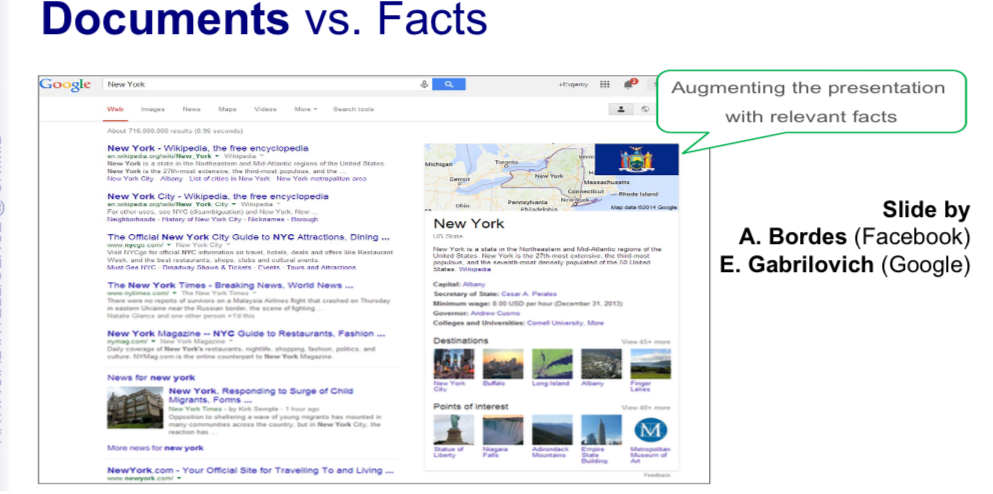 Documents vs. Facts
Google
New York
+Evgeniy
Web Images News Maps Videos More Search tools
About 716,000,000 results (0.95 seconds)
New York - Wikipedia, the free encyclopedia
en.wikipedia.org/wiki/New_York Wikipedia
New York is a state in the Northeastern and Mid-Atlantic regions of the United States.
New York is the 27th-most extensive, the third-most populous, and the ...
New York City - Albany - List of cities in New York - New York metropolitan area
New York City - Wikipedia, the free encyclopedia
en.wikipedia.org/wiki/New_York_City Wikipedia
For other uses, see NYC (disambiguation) and New York, New ...
Neighborhoods - History of New York City - Nicknames - Borough
The Official New York City Guide to NYC Attractions, Dining ...
www.nycgo.com/ New York City
Visit NYCgo for official NYC information on travel, hotels, deals and offers like Restaurant
Week, and the best restaurants, shops, clubs and cultural events.
Must-See NYC - Broadway Shows & Tickets - Events - Tours and Attractions
The New York Times - Breaking News, World News ...
www.nytimes.com/ The New York Times
There were no reports of survivors on a Malaysia Airlines flight that crashed on Thursday
in eastern Ukraine near the Russian border, the scene of fighting ...
Natalie Glance and one other person +1'd this
New York Magazine -- NYC Guide to Restaurants, Fashion ...
nymag.com/ New York Magazine
Daily coverage of New York's restaurants, nightlife, shopping, fashion, politics, and
culture. NYMag.com is the online counterpart to New York Magazine.
News for new york
New York, Responding to Surge of Child
Migrants, Forms ...
New York Times - by Kirk Semple - 1 hour ago
Opposition to sheltering a wave of young migrants has mounted in
many communities across the country, but in New York City, the
reaction has ...
More news for new york
NewYork.com - Your Official Site for Travelling To and Living ...
www.newyork.com/
Michigan
Toronto
Detroit
New York
Massachusetts
Connecticut
Rhode Island
Ohio
Pennsylvania
New York
Philadelphia
Map data ©2014 Google
New York
US State
New York is a state in the Northeastern and Mid-Atlantic regions of the
United States. New York is the 27th-most extensive, the third-most
populous, and the seventh-most densely populated of the 50 United
States. Wikipedia
Capital: Albany
Secretary of State: Cesar A. Perales
Minimum wage: 8.00 USD per hour (December 31, 2013)
Governor: Andrew Cuomo
Colleges and Universities: Cornell University, More
Destinations
View 45+ more
New York City
Buffalo
Long Island
Albany
Finger Lakes
Points of interest
View 40+ more
Statue of Liberty
Niagara Falls
Adirondack Mountains
Empire State Building
Metropolitan Museum of Art
Feedback
Augmenting the presentation
with relevant facts
Slide by
A. Bordes (Facebook)
E. Gabrilovich (Google)